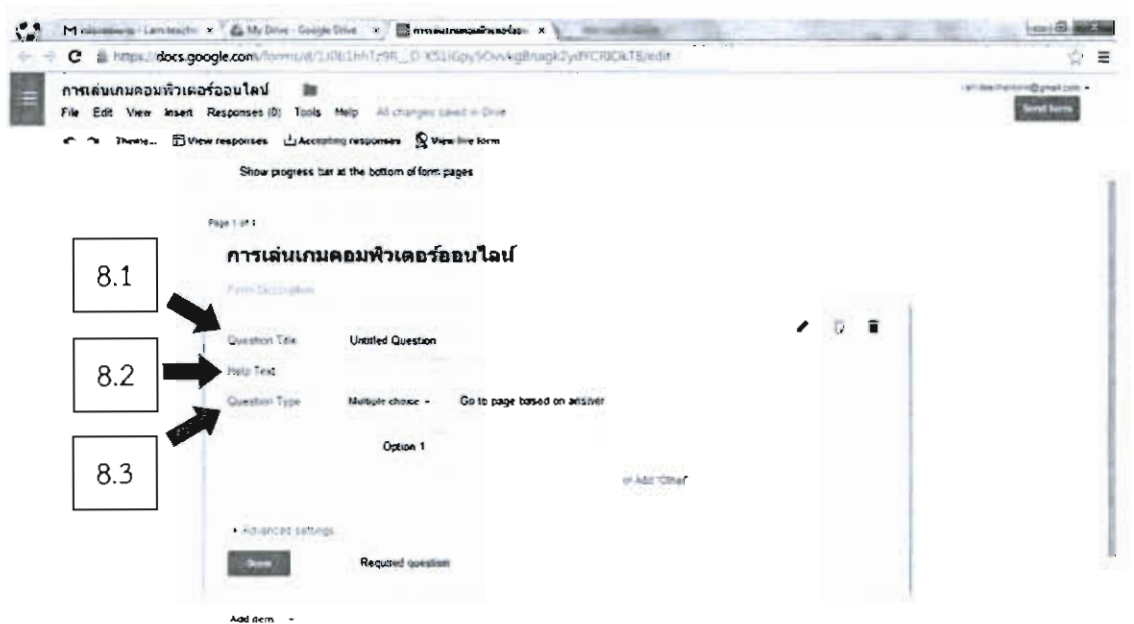 My Drive - Google Drive
https://docs.google.com/forms/d/
การเล่นเกมคอมพิวเตอร์ออนไลน์
File Edit View Insert Responses (0) Tools Help All changes saved in Drive
Send form
Theme... View responses Accepting responses View live form
Show progress bar at the bottom of form pages
Page 1 of 1
การเล่นเกมคอมพิวเตอร์ออนไลน์
8.1
Form Description
Question Title Untitled Question
8.2
Help Text
Question Type Multiple choice Go to page based on answer
Option 1
8.3
or Add "Other"
Advanced settings
Done Required question
Add item